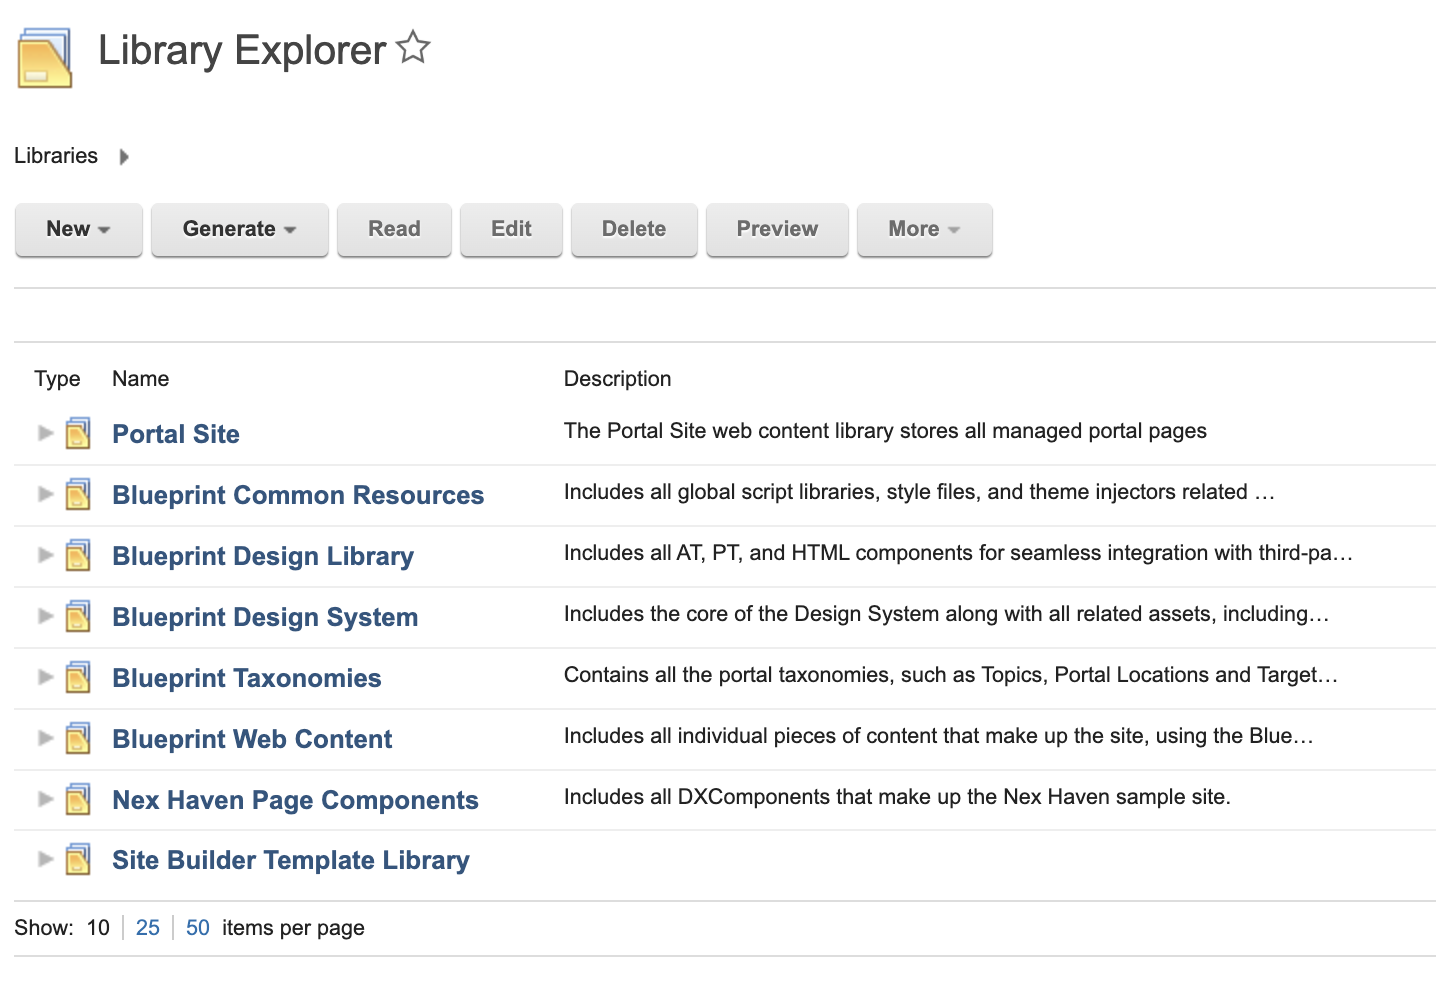 Library Explorer
Libraries
New Generate Read Edit Delete Preview More
Type Name Description
Portal Site The Portal Site web content library stores all managed portal pages
Blueprint Common Resources Includes all global script libraries, style files, and theme injectors related …
Blueprint Design Library Includes all AT, PT, and HTML components for seamless integration with third-pa…
Blueprint Design System Includes the core of the Design System along with all related assets, including…
Blueprint Taxonomies Contains all the portal taxonomies, such as Topics, Portal Locations and Target…
Blueprint Web Content Includes all individual pieces of content that make up the site, using the Blue…
Nex Haven Page Components Includes all DXComponents that make up the Nex Haven sample site.
Site Builder Template Library
Show: 10 25 50 items per page